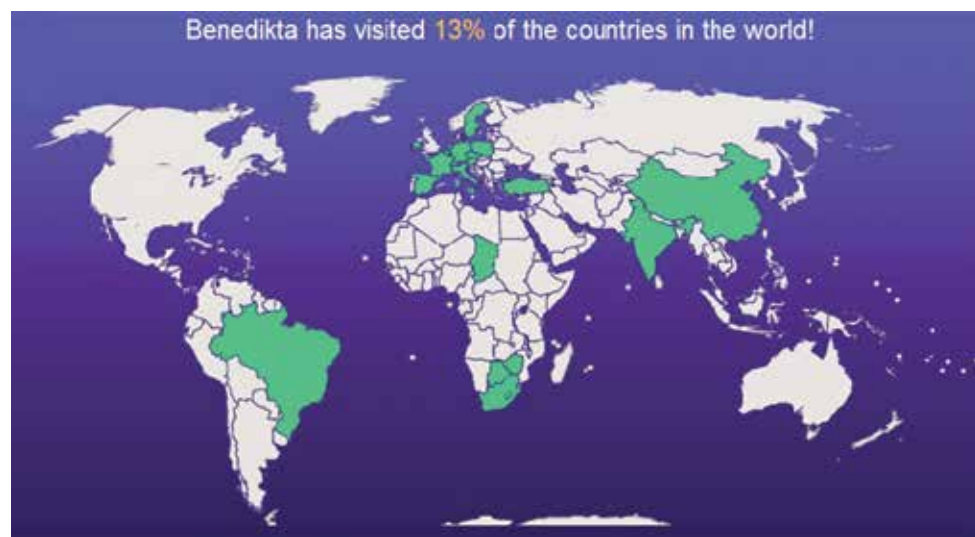 Benedikta has visited 13% of the countries in the world!